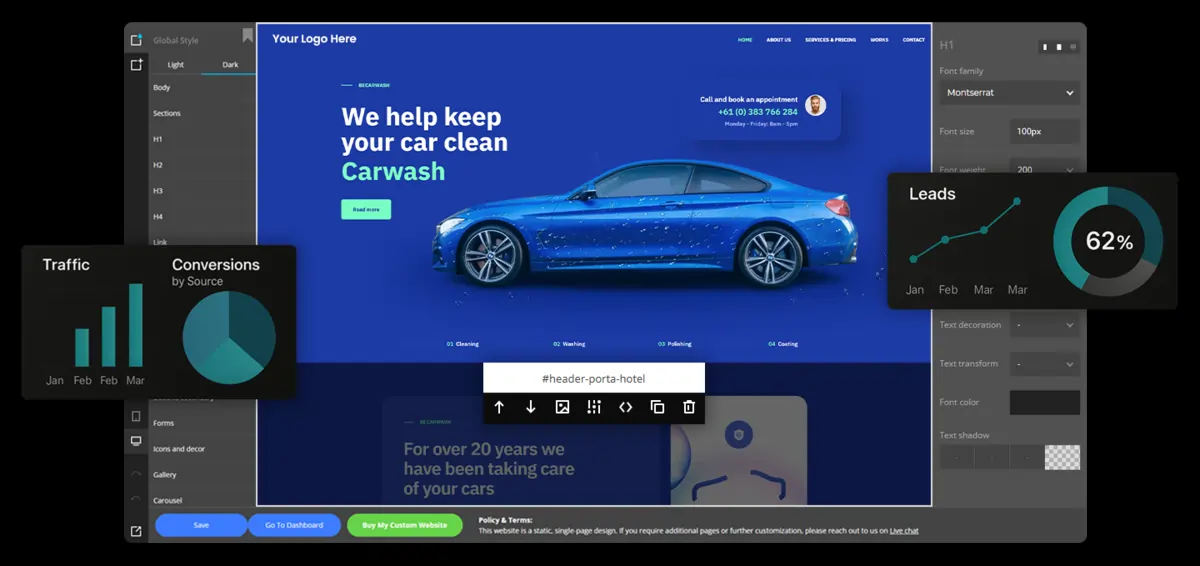 Global Style
Light
Dark
Body
Sections
H1
H2
H3
H4
Link
Traffic
Jan Feb Feb Mar
Conversions
by Source
Forms
Icons and decor
Gallery
Carousel
Your Logo Here
HOME ABOUT US SERVICES & PRICING WORKS CONTACT
BECARWASH
We help keep
your car clean
Carwash
Read more
Call and book an appointment
+61 (0) 383 766 284
Monday - Friday: 8am - 5pm
01 Cleaning
02 Washing
03 Polishing
04 Coating
#header-porta-hotel
BECARWASH
For over 20 years we
have been taking care
of your cars
H1
Font family
Montserrat
Font size
100px
Font weight
200
Leads
Jan Feb Mar Mar
62%
Text decoration
-
Text transform
-
Font color
Text shadow
Save
Go To Dashboard
Buy My Custom Website
Policy & Terms:
This website is a static, single-page design. If you require additional pages or further customization, please reach out to us on Live chat